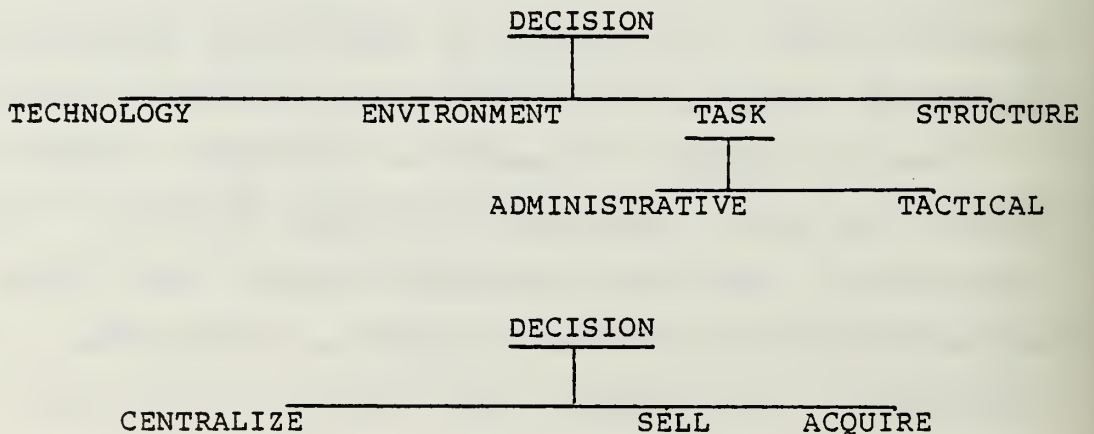 DECISION
TECHNOLOGY ENVIRONMENT TASK STRUCTURE
ADMINISTRATIVE TACTICAL
DECISION
CENTRALIZE SELL ACQUIRE